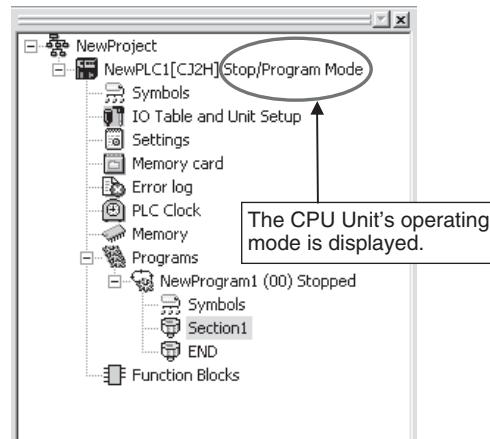 NewProject
NewPLC1[CJ2H] Stop/Program Mode
Symbols
IO Table and Unit Setup
Settings
Memory card
Error log
PLC Clock
Memory
The CPU Unit's operating
mode is displayed.
Programs
NewProgram1 (00) Stopped
Symbols
Section1
END
Function Blocks